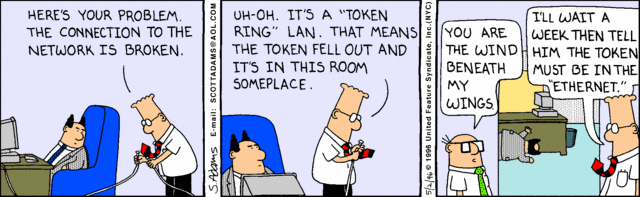 HERE'S YOUR PROBLEM.
THE CONNECTION TO THE
NETWORK IS BROKEN.
S.Adams E-mail: SCOTTADAMS@AOL.COM
UH-OH. IT'S A "TOKEN
RING" LAN. THAT MEANS
THE TOKEN FELL OUT AND
IT'S IN THIS ROOM
SOMEPLACE.
5/2/96 © 1996 United Feature Syndicate, Inc.(NYC)
YOU ARE
THE WIND
BENEATH
MY
WINGS.
I'LL WAIT A
WEEK THEN TELL
HIM THE TOKEN
MUST BE IN THE
"ETHERNET."